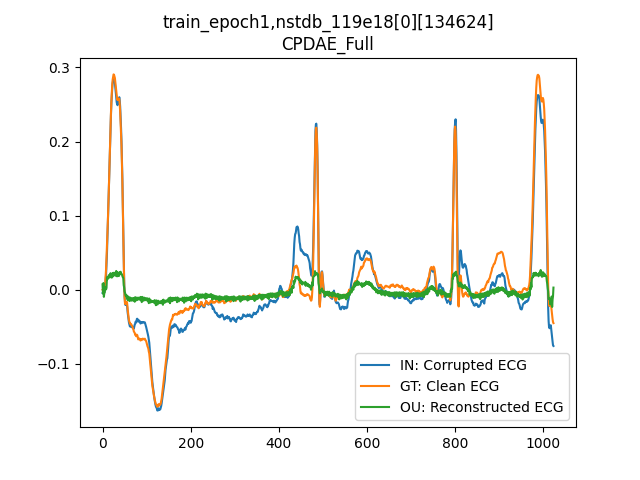 train_epoch1,nstdb_119e18[0][134624]
CPDAE_Full
0.3
0.2
0.1
0.0
−0.1
0
200
400
600
800
1000
IN: Corrupted ECG
GT: Clean ECG
OU: Reconstructed ECG